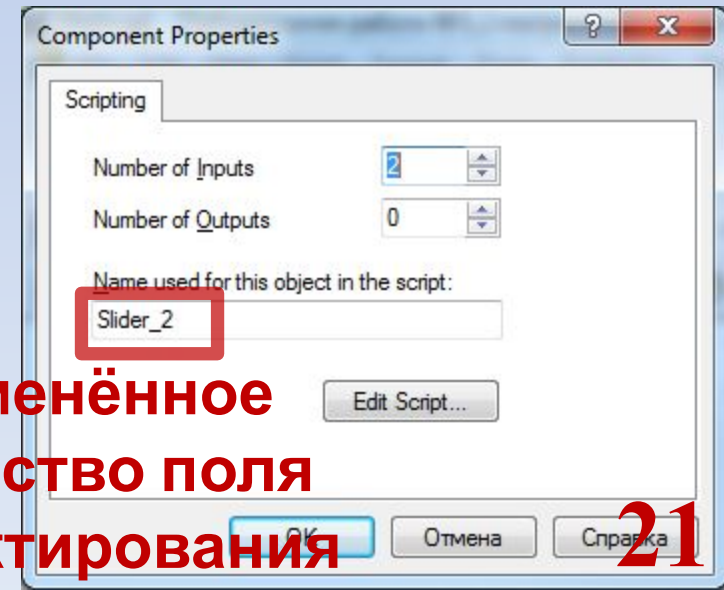 Component Properties
Scripting
Number of Inputs 2
Number of Outputs 0
Name used for this object in the script:
Slider_2
Edit Script...
OK Отмена Справка
менённое
ство поля
ктирования
21